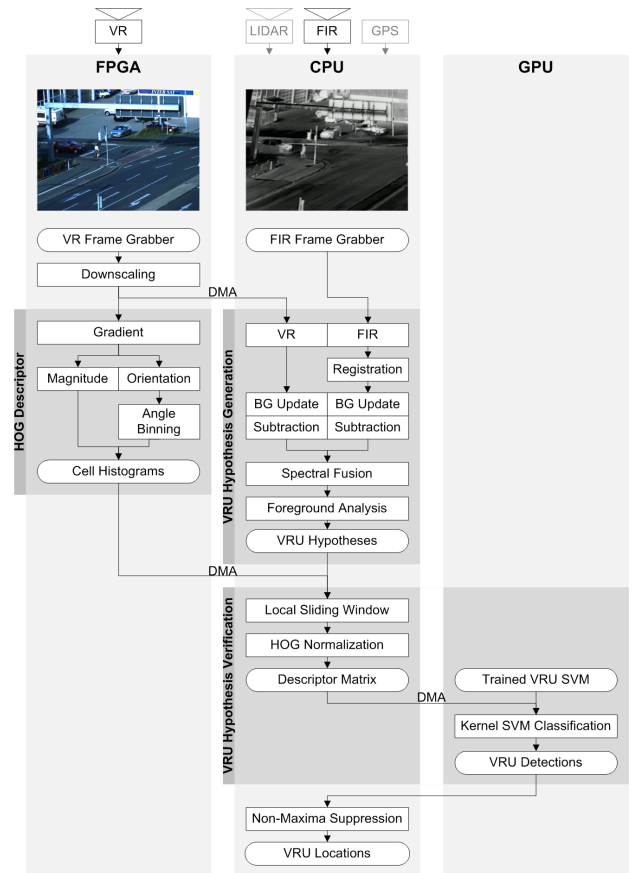 VR
LIDAR
FIR
GPS
FPGA
CPU
GPU
VR Frame Grabber
FIR Frame Grabber
Downscaling
DMA
HOG Descriptor
Gradient
Magnitude
Orientation
Angle
Binning
Cell Histograms
VRU Hypothesis Generation
VR
FIR
Registration
BG Update
BG Update
Subtraction
Subtraction
Spectral Fusion
Foreground Analysis
VRU Hypotheses
DMA
VRU Hypothesis Verification
Local Sliding Window
HOG Normalization
Descriptor Matrix
DMA
Trained VRU SVM
Kernel SVM Classification
VRU Detections
Non-Maxima Suppression
VRU Locations